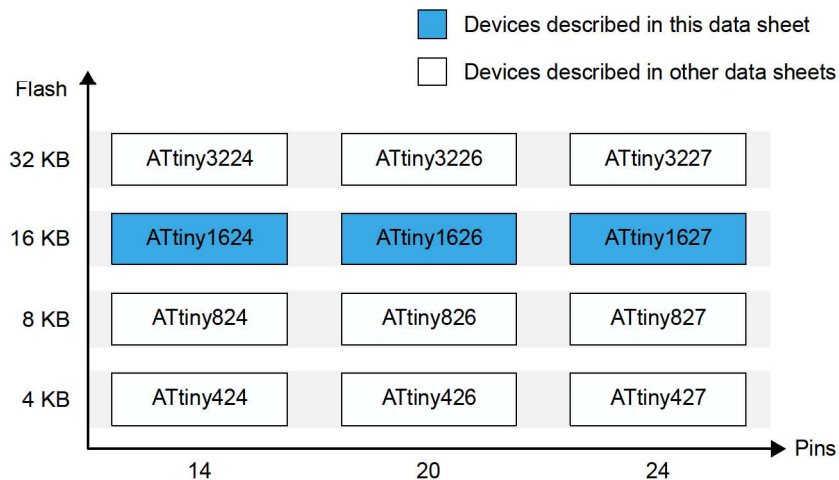 Devices described in this data sheet
Devices described in other data sheets
Flash
32 KB ATtiny3224 ATtiny3226 ATtiny3227
16 KB ATtiny1624 ATtiny1626 ATtiny1627
8 KB ATtiny824 ATtiny826 ATtiny827
4 KB ATtiny424 ATtiny426 ATtiny427
Pins
14 20 24